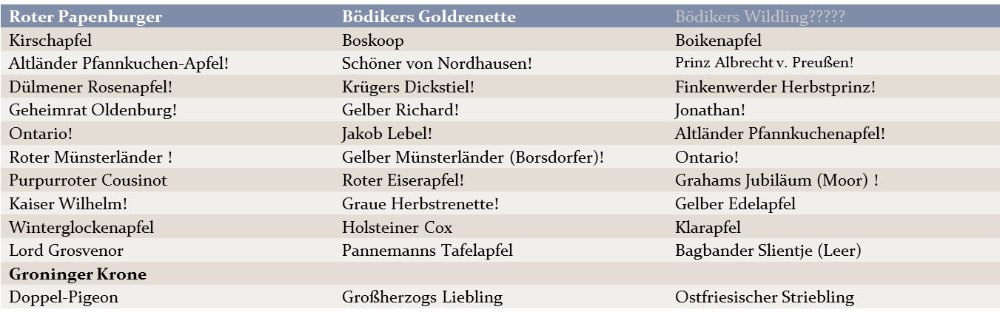 Roter Papenburger Bödikers Goldrenette Bödikers Wildling?????
Kirschapfel Boskoop Boikenapfel
Altländer Pfannkuchen-Apfel! Schöner von Nordhausen! Prinz Albrecht v. Preußen!
Dülmener Rosenapfel! Krügers Dickstiel! Finkenwerder Herbstprinz!
Geheimrat Oldenburg! Gelber Richard! Jonathan!
Ontario! Jakob Lebel! Altländer Pfannkuchenapfel!
Roter Münsterländer ! Gelber Münsterländer (Borsdorfer)! Ontario!
Purpurroter Cousinot Roter Eiserapfel! Grahams Jubiläum (Moor) !
Kaiser Wilhelm! Graue Herbstrenette! Gelber Edelapfel
Winterglockenapfel Holsteiner Cox Klarapfel
Lord Grosvenor Pannemanns Tafelapfel Bagbander Slientje (Leer)
Groninger Krone
Doppel-Pigeon Großherzogs Liebling Ostfriesischer Striebling